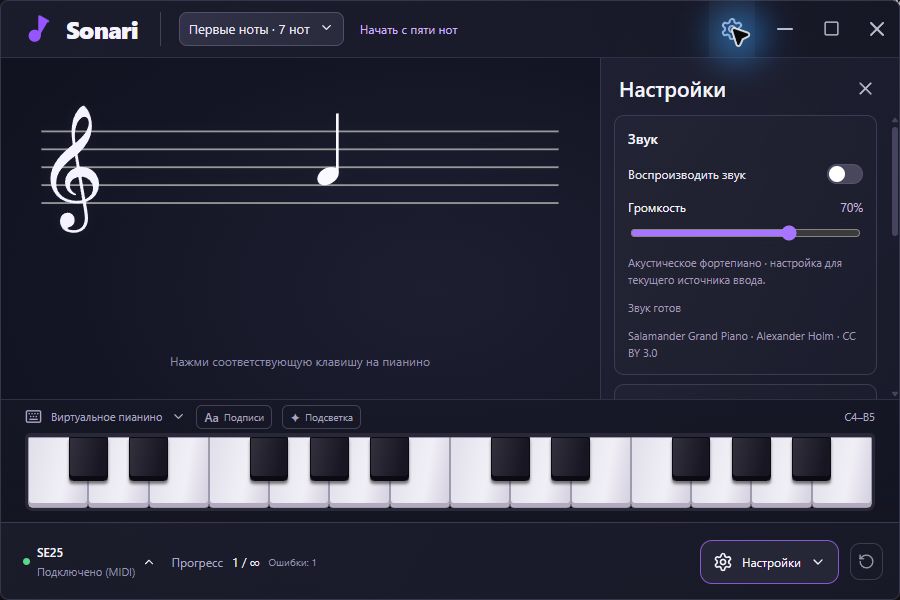 Sonari
Первые ноты · 7 нот
Начать с пяти нот
Настройки
Звук
Воспроизводить звук
Громкость 70%
Акустическое фортепиано · настройка для
текущего источника ввода.
Звук готов
Salamander Grand Piano · Alexander Holm · CC
BY 3.0
Нажми соответствующую клавишу на пианино
Виртуальное пианино
Aa Подписи
Подсветка
C4–B5
SE25
Подключено (MIDI)
Прогресс 1 / ∞ Ошибки: 1
Настройки